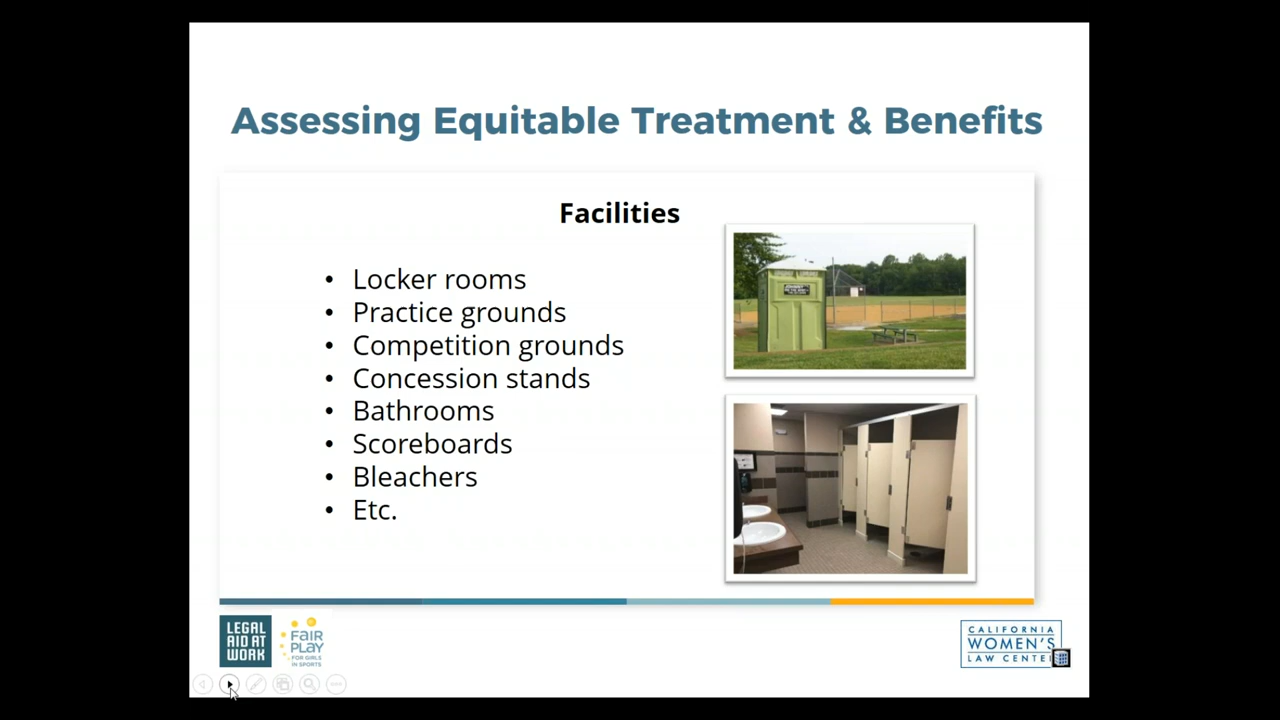 Assessing Equitable Treatment & Benefits
Facilities
• Locker rooms
• Practice grounds
• Competition grounds
• Concession stands
• Bathrooms
• Scoreboards
• Bleachers
• Etc.
LEGAL
AID AT
WORK
FAIR
PLAY
FOR GIRLS
IN SPORTS
CALIFORNIA
WOMEN'S
LAW CENTE